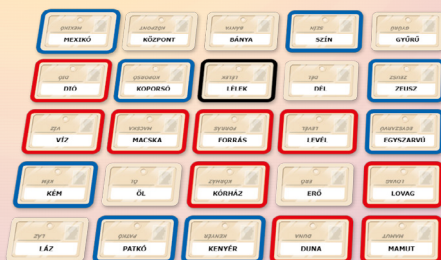 MEXIKÓ KÖZPONT BÁNYA SZÍN GYŰRŰ
DIÓ KOPORSÓ LÉLEK DÉL ZEUSZ
VÍZ MACSKA FORRÁS LEVÉL EGYSZARVÚ
KÉM ŐL KÓRHÁZ ERŐ LOVAG
LÁZ PATKÓ KENYÉR DUNA MAMUT